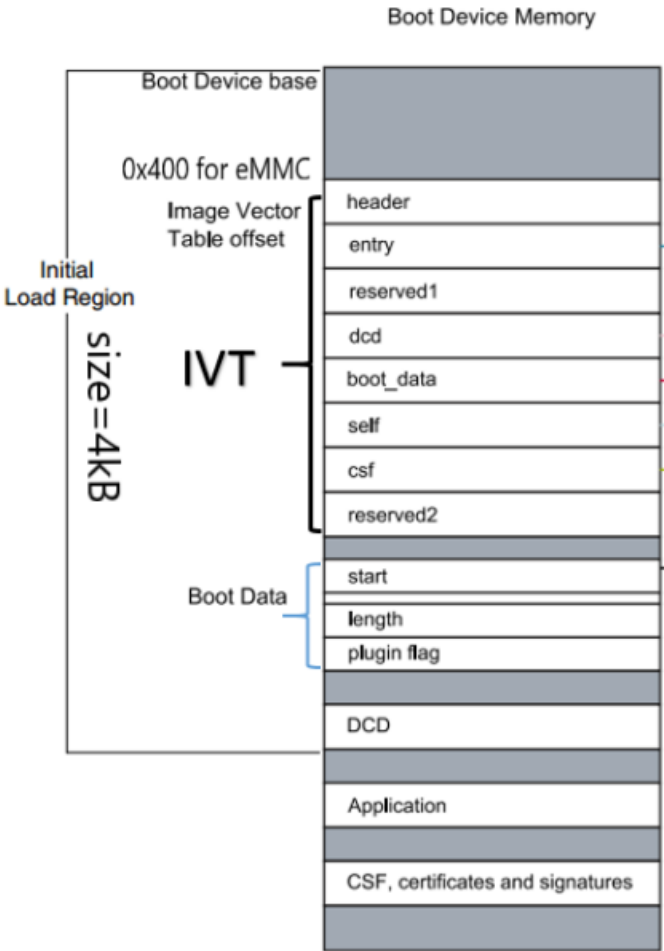 Boot Device Memory
Boot Device base
0x400 for eMMC
Image Vector
Table offset
Initial
Load Region
size=4kB
IVT
header
entry
reserved1
dcd
boot_data
self
csf
reserved2
Boot Data
start
length
plugin flag
DCD
Application
CSF, certificates and signatures